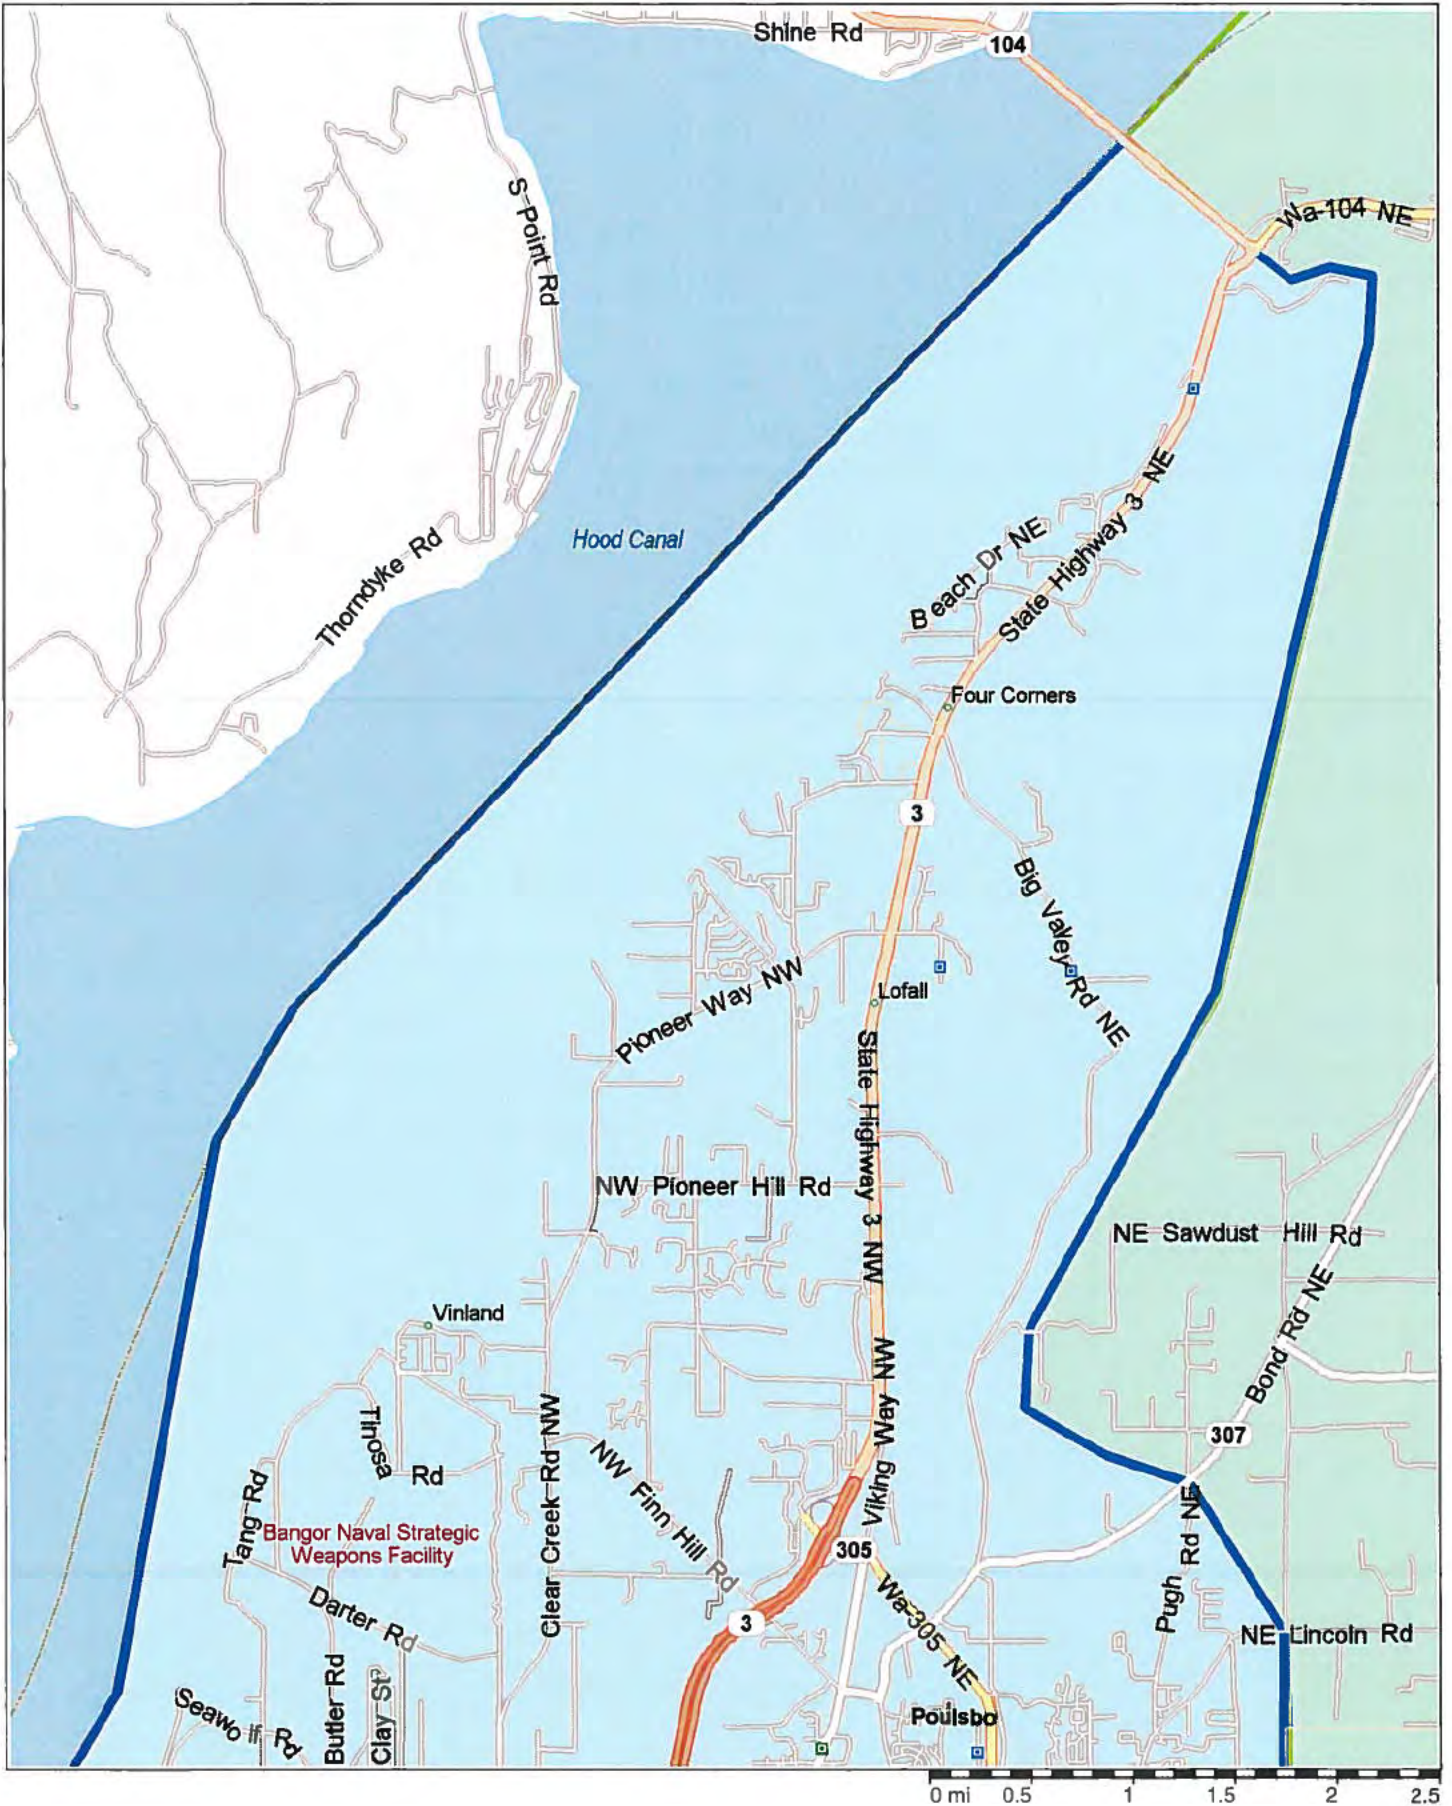 Shine Rd
104
Wa-104 NE
S Point Rd
State Highway 3 NE
Hood Canal
Beach Dr NE
Thorndyke Rd
Four Corners
3
Big Valley Rd NE
Pioneer Way NW
Lofall
State Highway 3 NW
NW Pioneer Hill Rd
NE Sawdust Hill Rd
Vinland
Bond Rd NE
Viking Way NW
307
Clear Creek Rd NW
NW Finn Hill Rd
Rd
Tang Rd
Bangor Naval Strategic
Weapons Facility
305
Pugh Rd NE
Wa-305 NE
Darter Rd
3
NE Lincoln Rd
Butler Rd
Clay St
Seawolf Rd
Poulsbo
0 mi 0.5 1 1.5 2 2.5